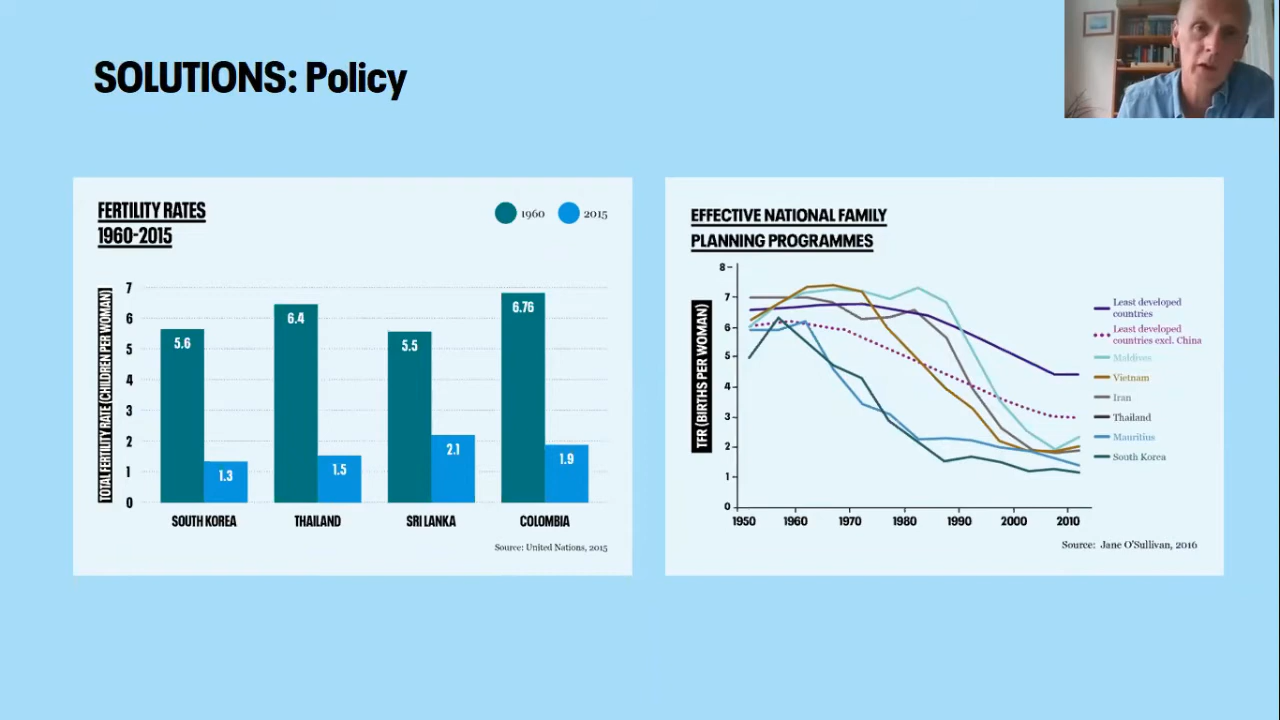 SOLUTIONS: Policy
FERTILITY RATES
1960-2015
1960
2015
TOTAL FERTILITY RATE (CHILDREN PER WOMAN)
7
6
5
4
3
2
1
0
5.6
1.3
6.4
1.5
5.5
2.1
6.76
1.9
SOUTH KOREA
THAILAND
SRI LANKA
COLOMBIA
Source: United Nations, 2015
EFFECTIVE NATIONAL FAMILY
PLANNING PROGRAMMES
TFR (BIRTHS PER WOMAN)
8
7
6
5
4
3
2
1
0
1950
1960
1970
1980
1990
2000
2010
Least developed
countries
Least developed
countries excl. China
Maldives
Vietnam
Iran
Thailand
Mauritius
South Korea
Source: Jane O'Sullivan, 2016